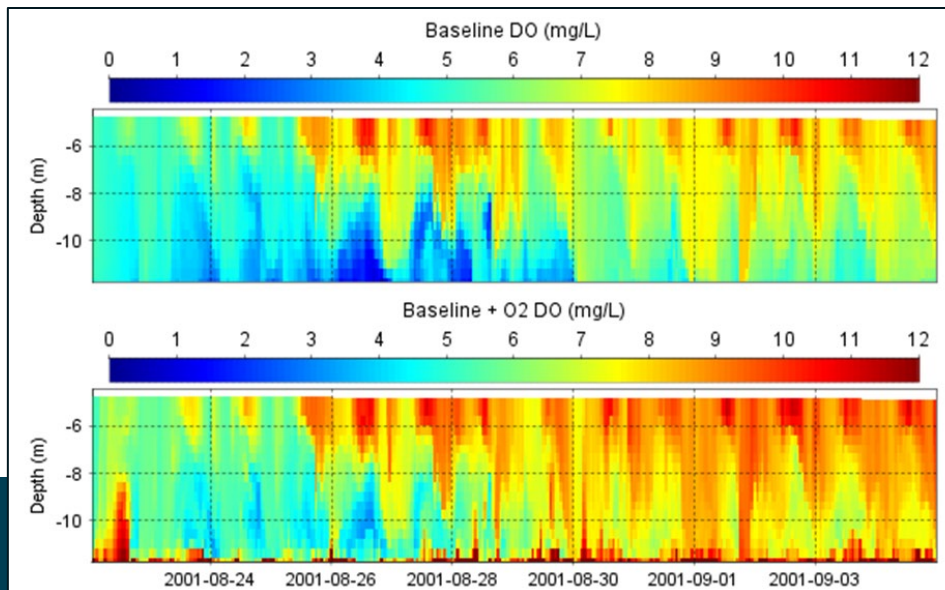 Baseline DO (mg/L)
0 1 2 3 4 5 6 7 8 9 10 11 12
Depth (m)
-6
-8
-10
Baseline + O2 DO (mg/L)
0 1 2 3 4 5 6 7 8 9 10 11 12
Depth (m)
-6
-8
-10
2001-08-24 2001-08-26 2001-08-28 2001-08-30 2001-09-01 2001-09-03